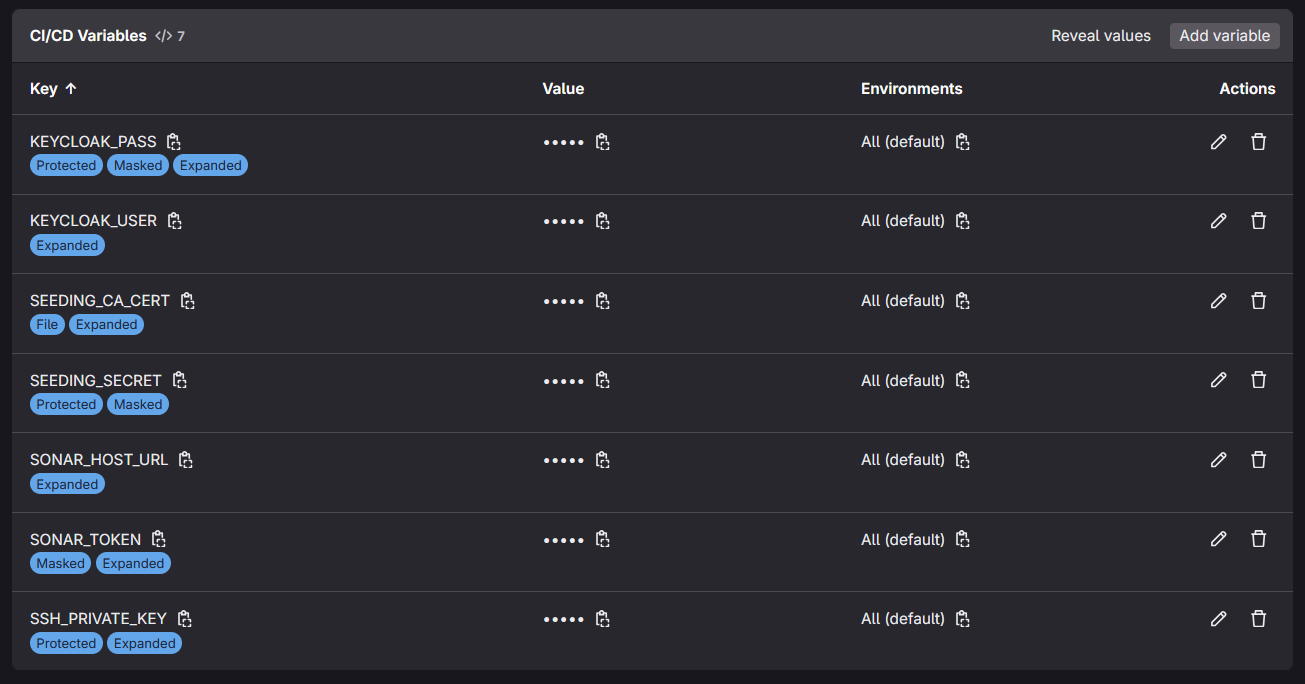 CI/CD Variables </> 7 Reveal values Add variable
Key ↑ Value Environments Actions
KEYCLOAK_PASS ••••• All (default)
Protected Masked Expanded
KEYCLOAK_USER ••••• All (default)
Expanded
SEEDING_CA_CERT ••••• All (default)
File Expanded
SEEDING_SECRET ••••• All (default)
Protected Masked
SONAR_HOST_URL ••••• All (default)
Expanded
SONAR_TOKEN ••••• All (default)
Masked Expanded
SSH_PRIVATE_KEY ••••• All (default)
Protected Expanded